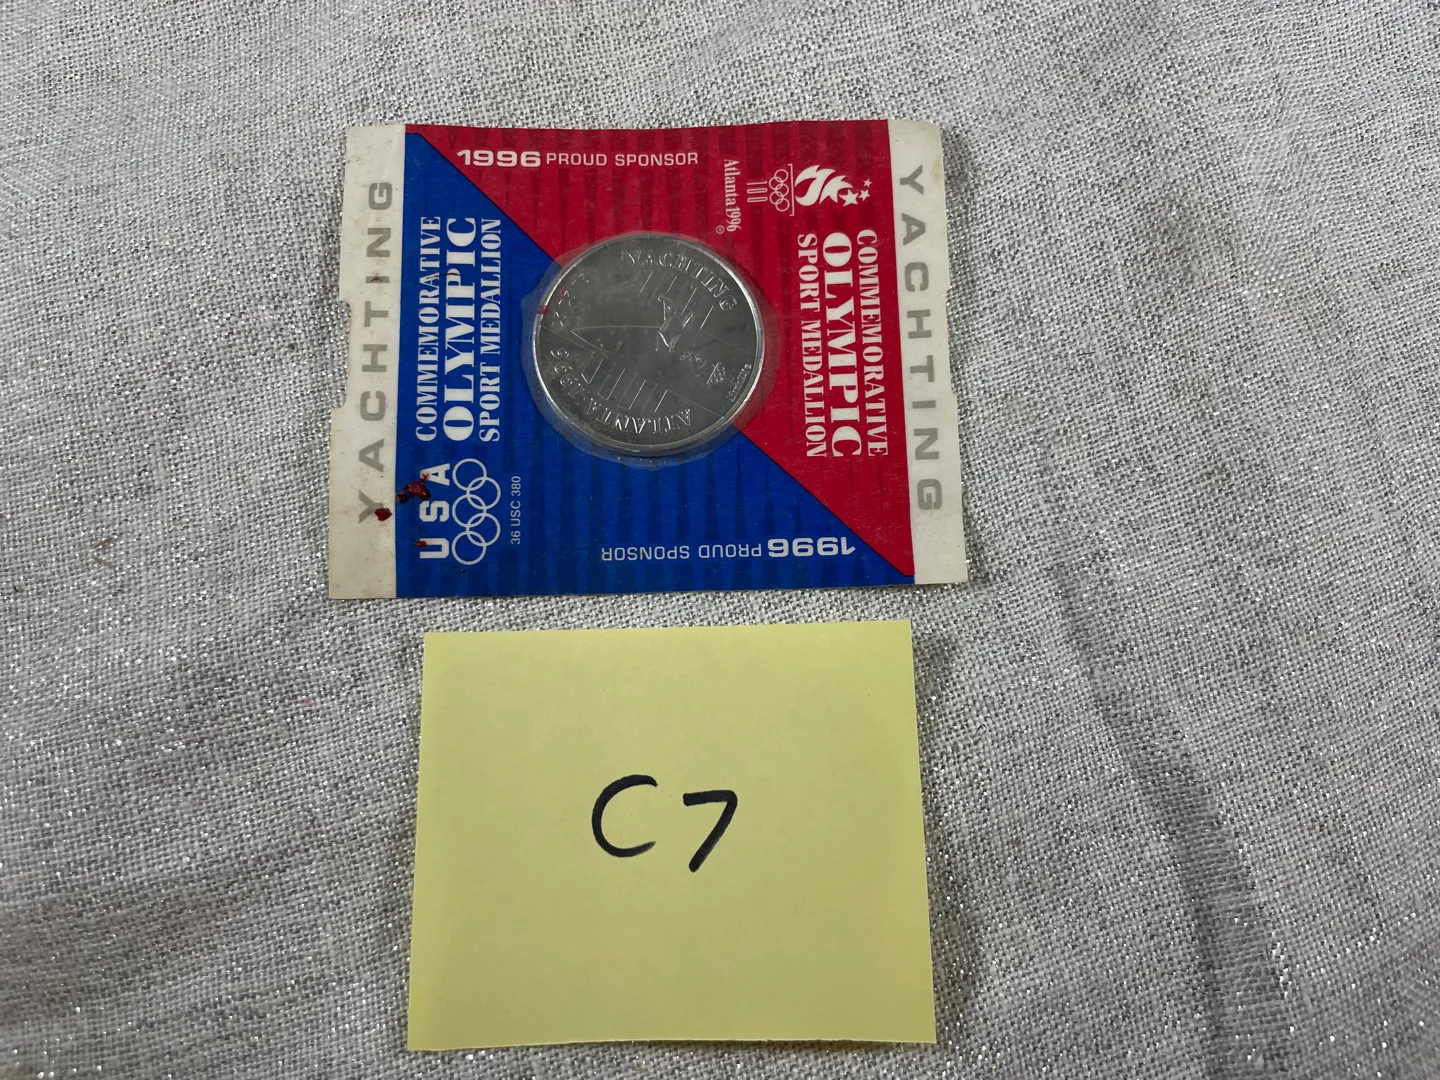 YACHTING
COMMEMORATIVE
OLYMPIC
SPORT MEDALLION
USA
36 USC 380
1996 PROUD SPONSOR
Atlanta 1996 ®
100
YACHTING
ATLANTA 1996
COMMEMORATIVE
OLYMPIC
SPORT MEDALLION
YACHTING
1996 PROUD SPONSOR
C7